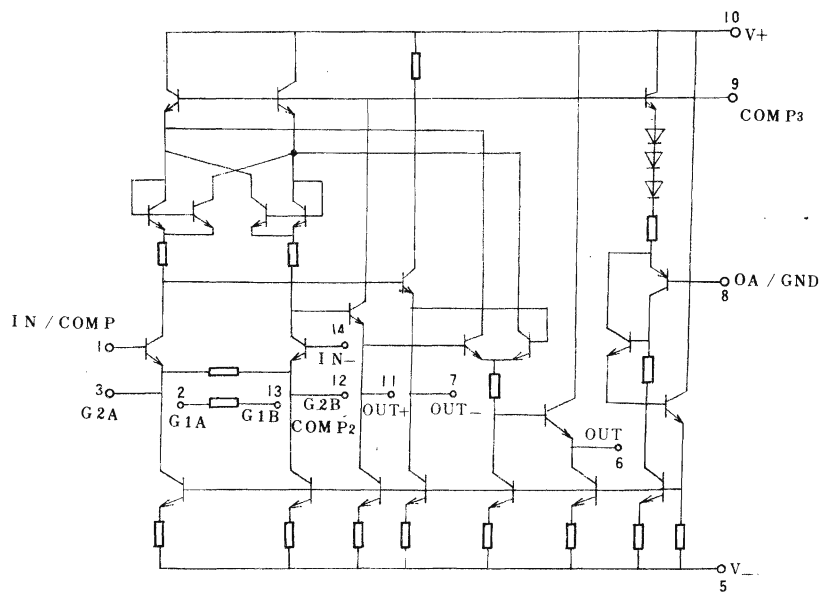 10
V+
9
COMP3
OA/GND
8
IN/COMP
1
14
IN-
3
G2A
2
G1A
13
G1B
12
G2B
COMP2
11
OUT+
7
OUT-
OUT
6
V-
5